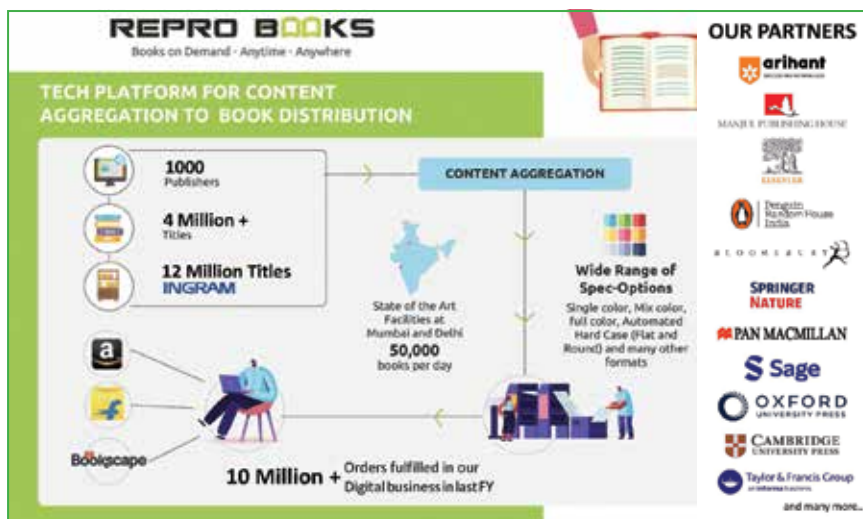 REPRO BOOKS
Books on Demand · Anytime · Anywhere
TECH PLATFORM FOR CONTENT
AGGREGATION TO BOOK DISTRIBUTION
1000
Publishers
4 Million +
Titles
12 Million Titles
INGRAM
CONTENT AGGREGATION
State of the Art
Facilities at
Mumbai and Delhi
50,000
books per day
Wide Range of
Spec-Options
Single color, Mix color,
full color, Automated
Hard Case (Flat and
Round) and many other
formats
a
f
Bookscape
10 Million + Orders fulfilled in our
Digital business in last FY
OUR PARTNERS
arihant
MANJUL PUBLISHING HOUSE
ELSEVIER
Penguin
Random House
India
BLOOMSBURY
SPRINGER
NATURE
PAN MACMILLAN
Sage
OXFORD
UNIVERSITY PRESS
CAMBRIDGE
UNIVERSITY PRESS
Taylor & Francis Group
an informa business
and many more..